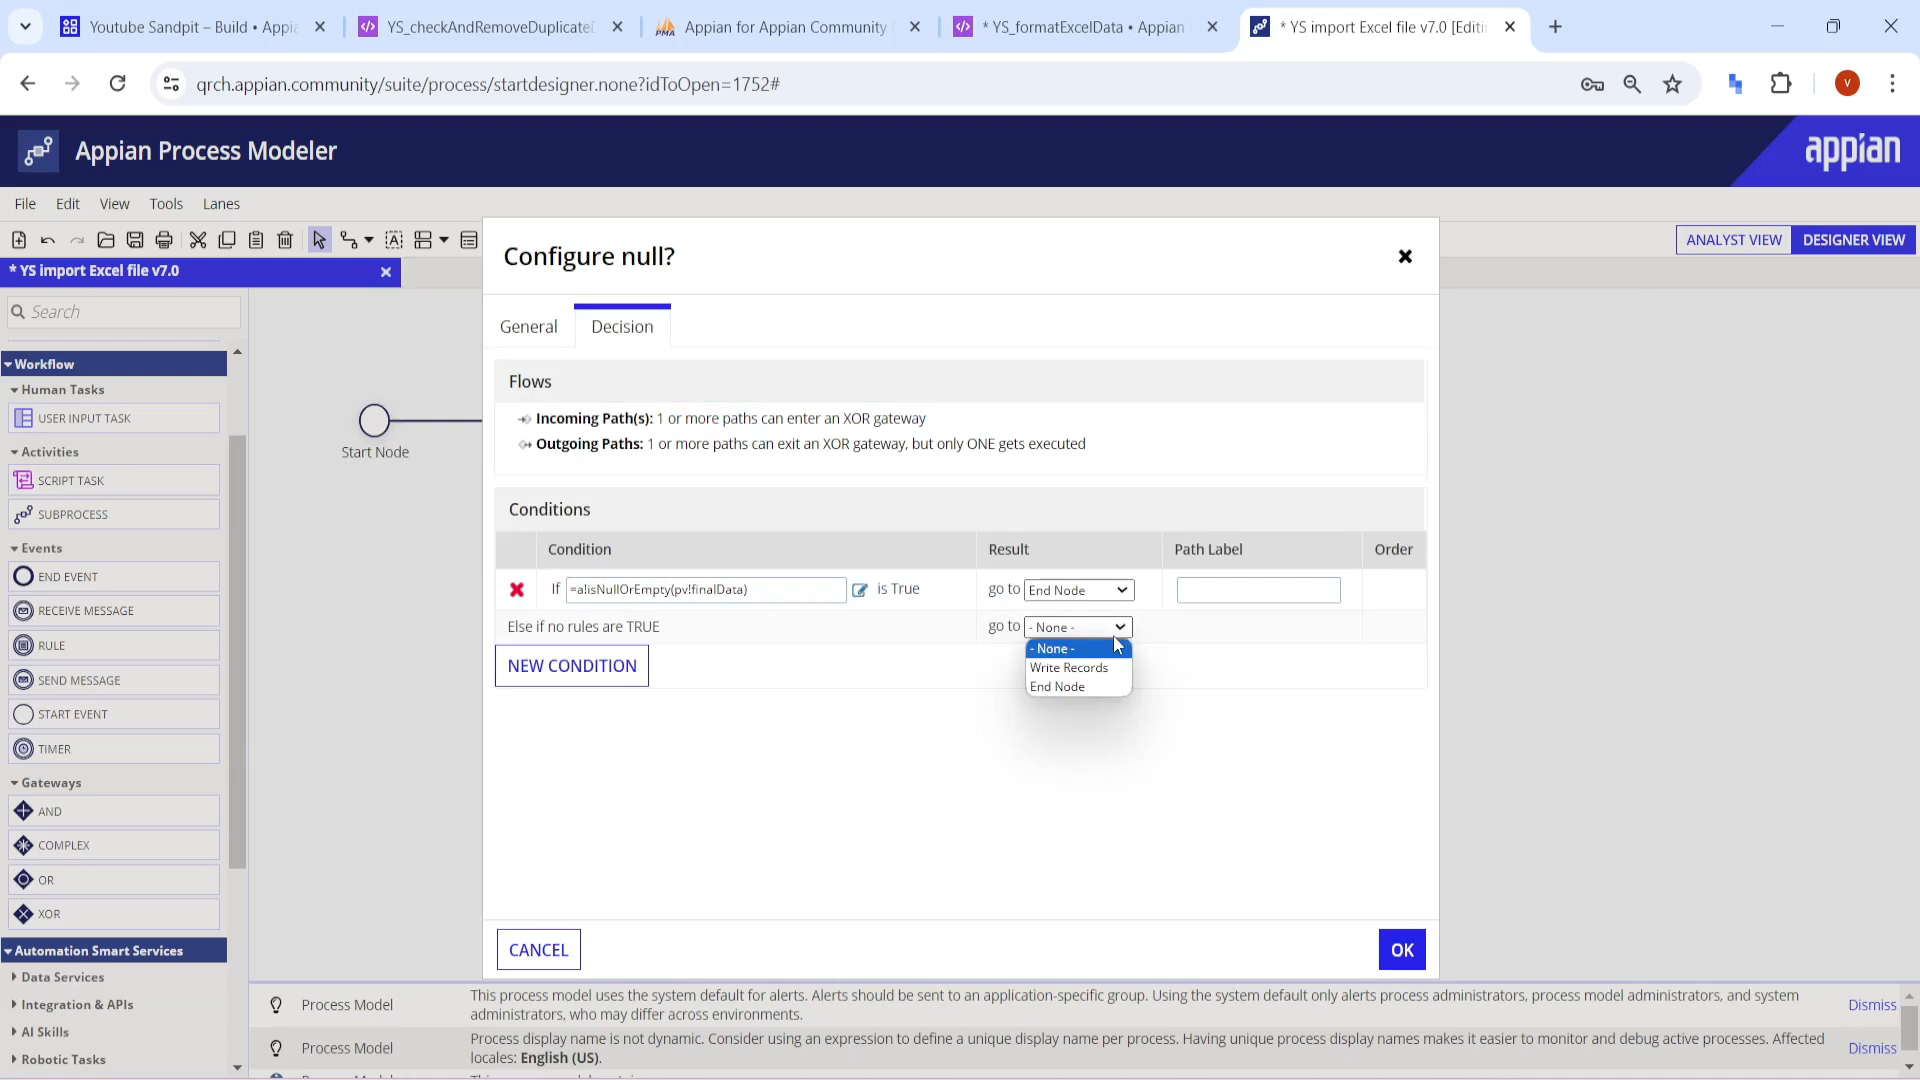 Youtube Sandpit – Build • Appia
YS_checkAndRemoveDuplicateD
Appian for Appian Community
* YS_formatExcelData • Appian
* YS import Excel file v7.0 [Editi
qrch.appian.community/suite/process/startdesigner.none?idToOpen=1752#
V
Appian Process Modeler
appian
File Edit View Tools Lanes
ANALYST VIEW
DESIGNER VIEW
* YS import Excel file v7.0
Search
Workflow
Human Tasks
USER INPUT TASK
Activities
SCRIPT TASK
SUBPROCESS
Events
END EVENT
RECEIVE MESSAGE
RULE
SEND MESSAGE
START EVENT
TIMER
Gateways
AND
COMPLEX
OR
XOR
Automation Smart Services
Data Services
Integration & APIs
AI Skills
Robotic Tasks
Start Node
Configure null?
General
Decision
Flows
Incoming Path(s): 1 or more paths can enter an XOR gateway
Outgoing Paths: 1 or more paths can exit an XOR gateway, but only ONE gets executed
Conditions
Condition Result Path Label Order
If =a!isNullOrEmpty(pv!finalData) is True go to End Node
Else if no rules are TRUE go to - None -
- None -
Write Records
End Node
NEW CONDITION
CANCEL
OK
Process Model
This process model uses the system default for alerts. Alerts should be sent to an application-specific group. Using the system default only alerts process administrators, process model administrators, and system
administrators, who may differ across environments.
Dismiss
Process Model
Process display name is not dynamic. Consider using an expression to define a unique display name per process. Having unique process display names makes it easier to monitor and debug active processes. Affected
locales: English (US).
Dismiss